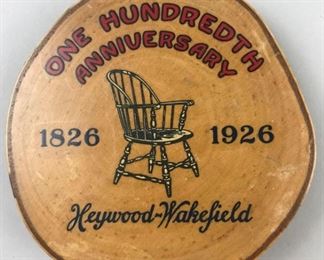 ONE HUNDREDTH
ANNIVERSARY
1826 1926
Heywood-Wakefield